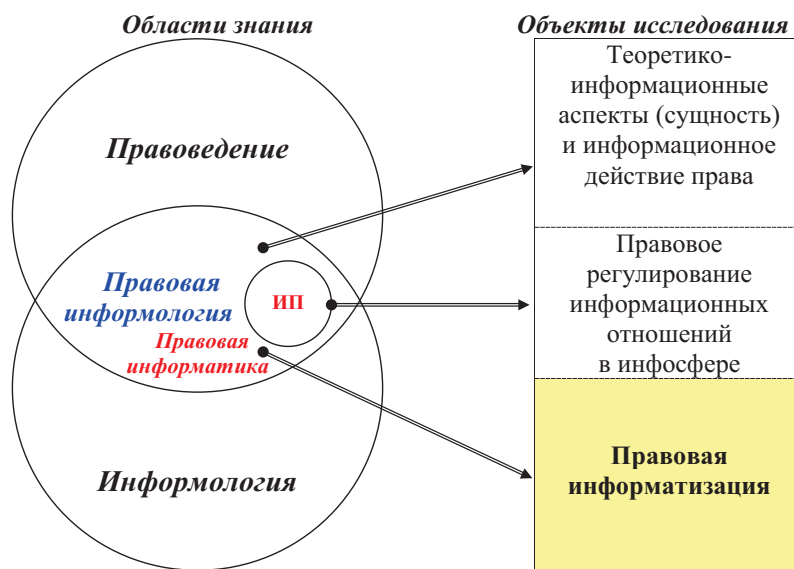 Области знания
Объекты исследования
Правоведение
Правовая
информология
ИП
Правовая
информатика
Информология
Теоретико-
информационные
аспекты (сущность)
и информационное
действие права
Правовое
регулирование
информационных
отношений
в инфосфере
Правовая
информатизация